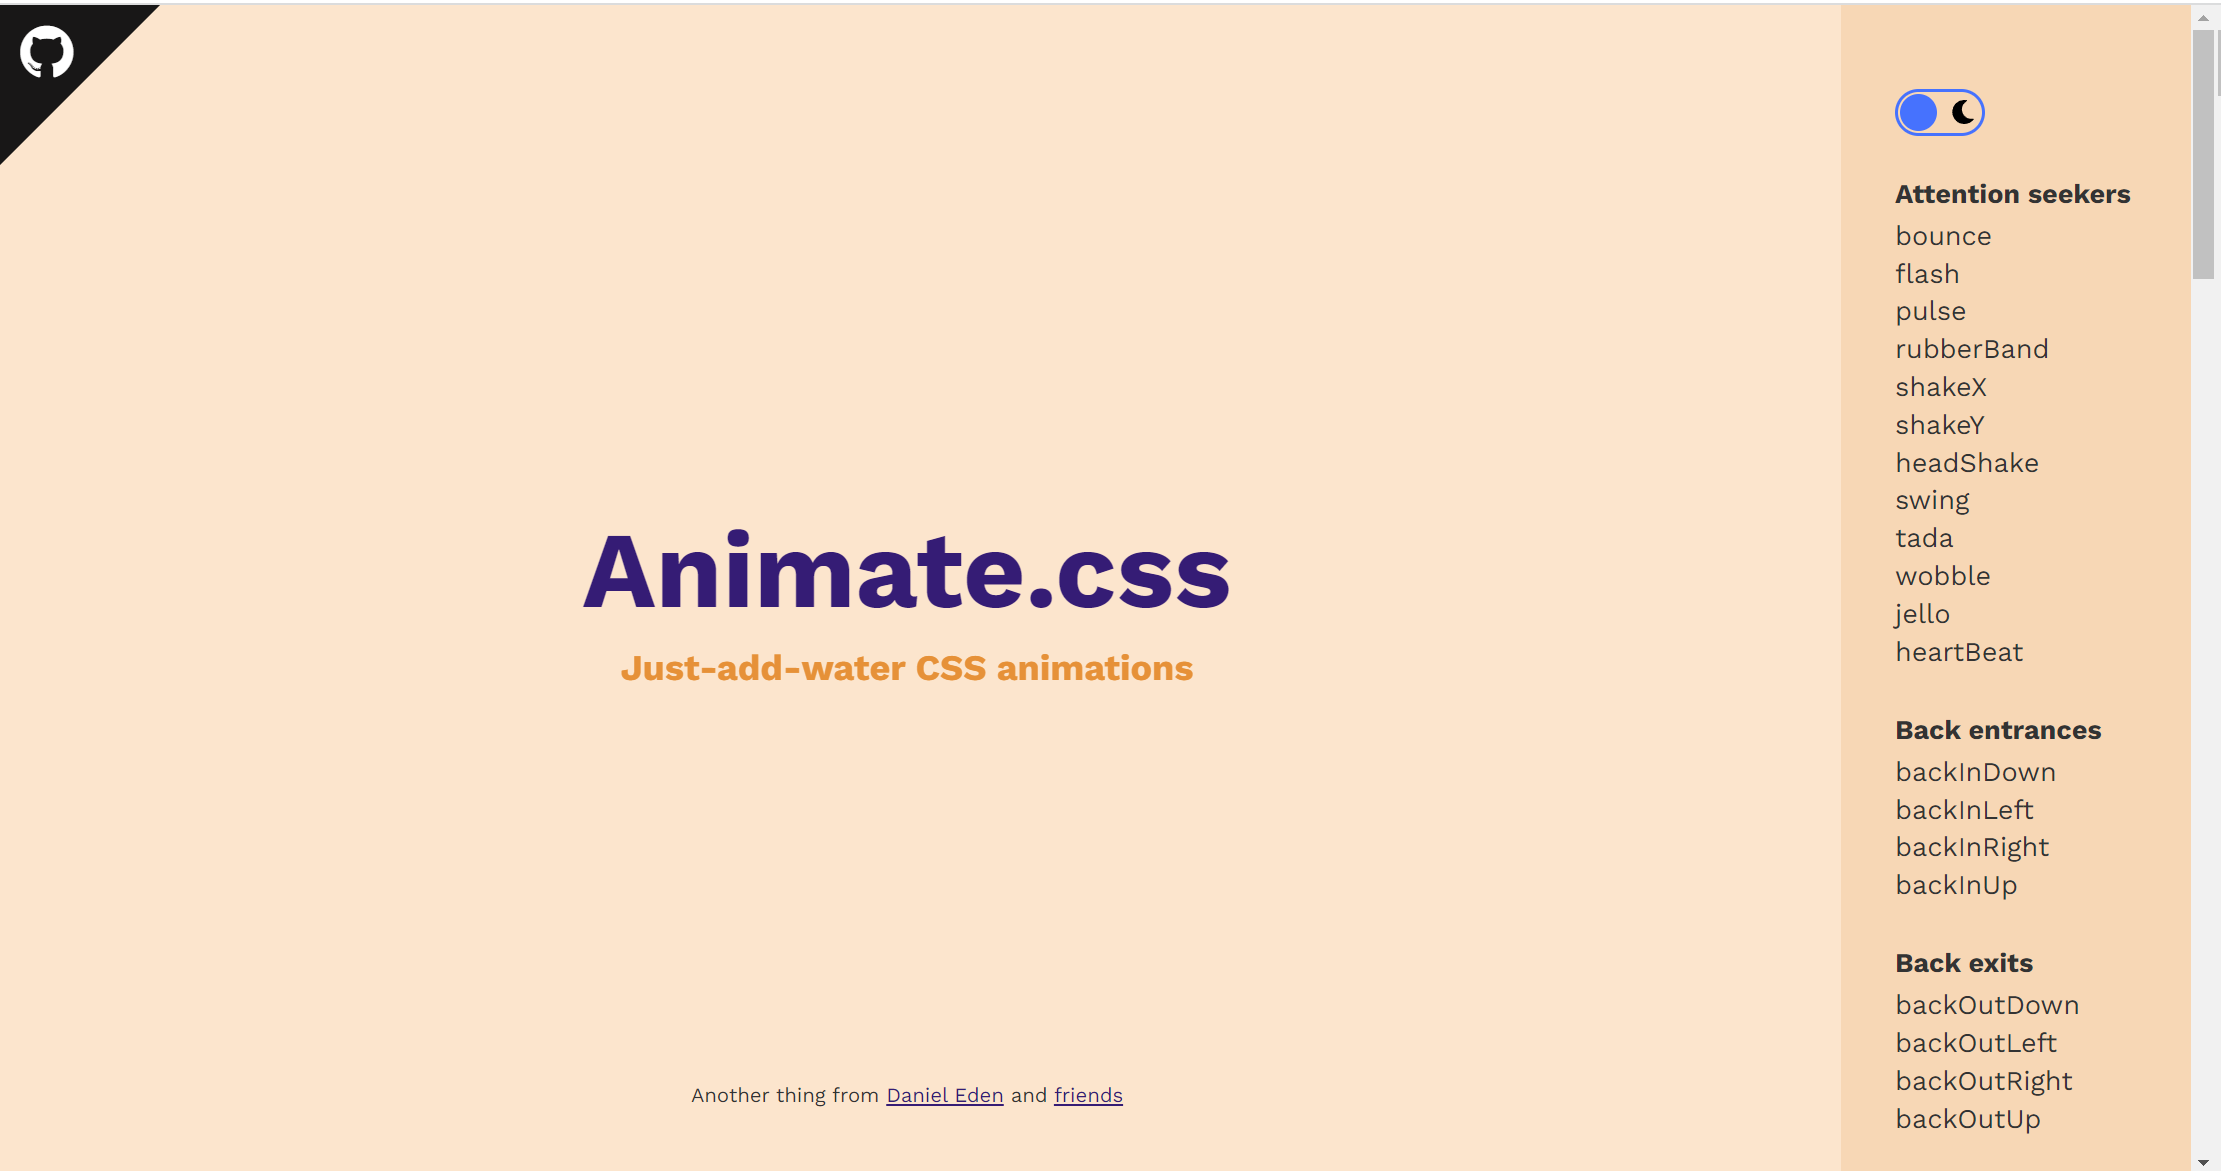 Animate.css
Just-add-water CSS animations
Another thing from Daniel Eden and friends
Attention seekers
bounce
flash
pulse
rubberBand
shakeX
shakeY
headShake
swing
tada
wobble
jello
heartBeat
Back entrances
backInDown
backInLeft
backInRight
backInUp
Back exits
backOutDown
backOutLeft
backOutRight
backOutUp